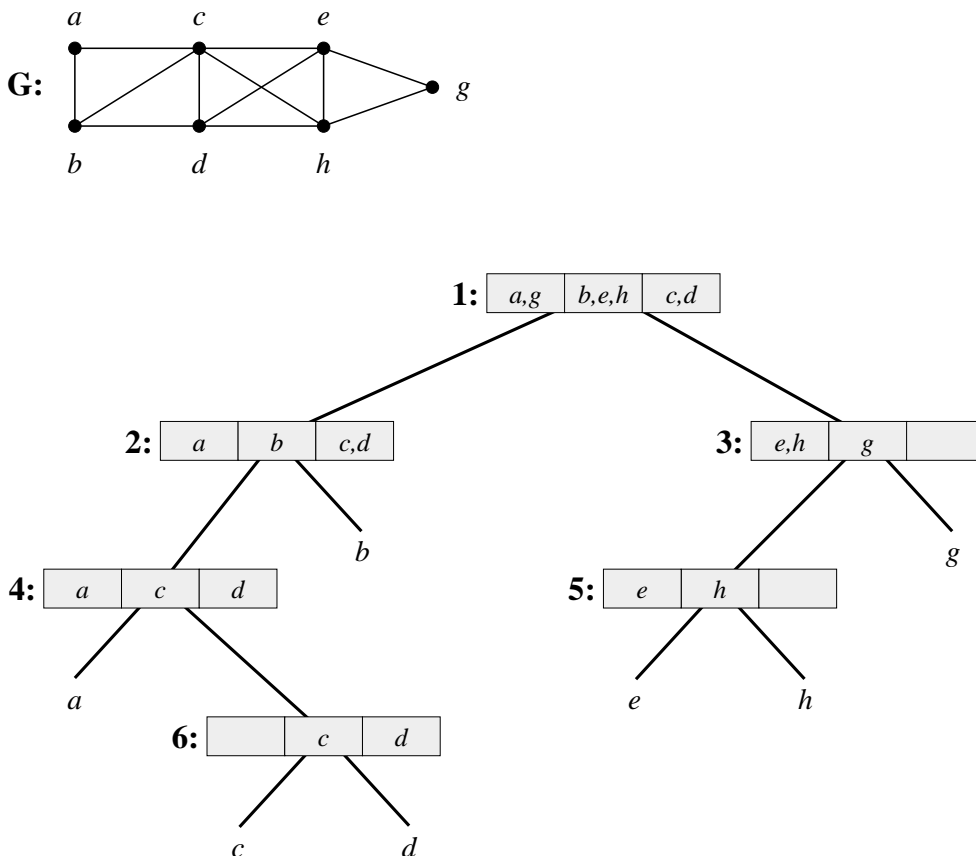 a c e
G: g
b d h
1: a,g b,e,h c,d
2: a b c,d 3: e,h g
b g
4: a c d 5: e h
a e h
6: c d
c d